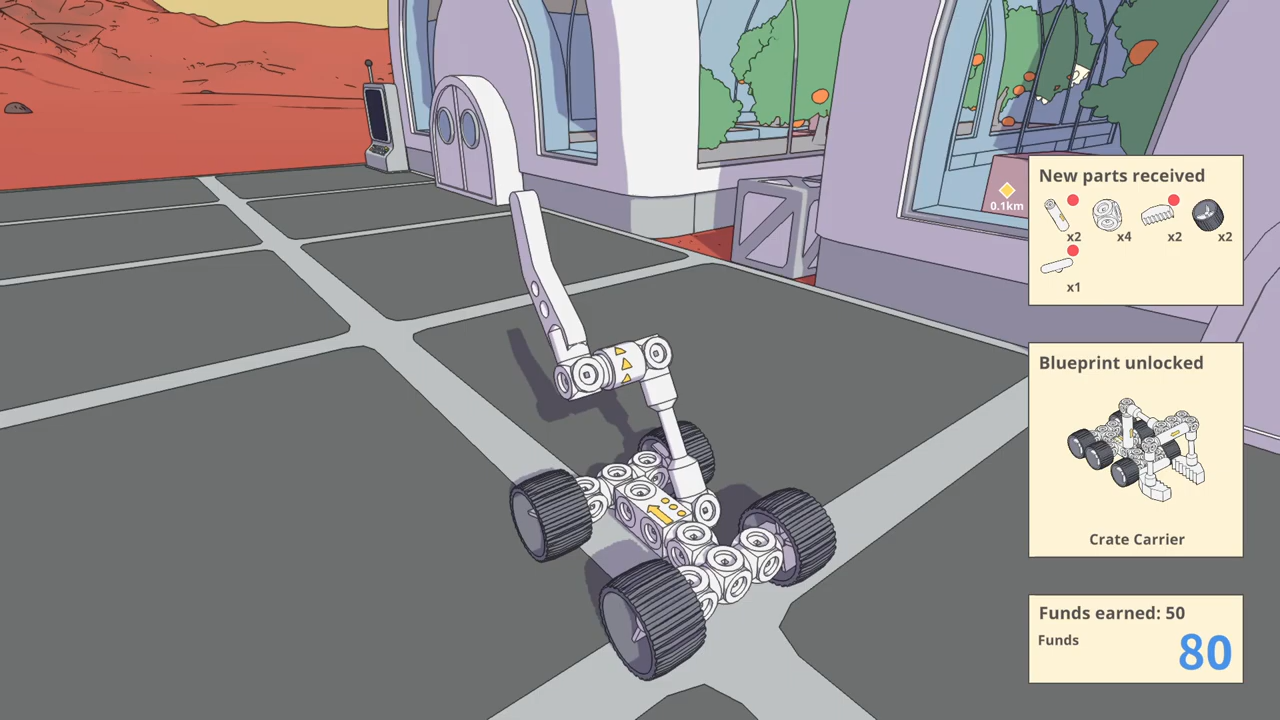 0.1km
New parts received
x2
x4
x2
x2
x1
Blueprint unlocked
Crate Carrier
Funds earned: 50
Funds
80